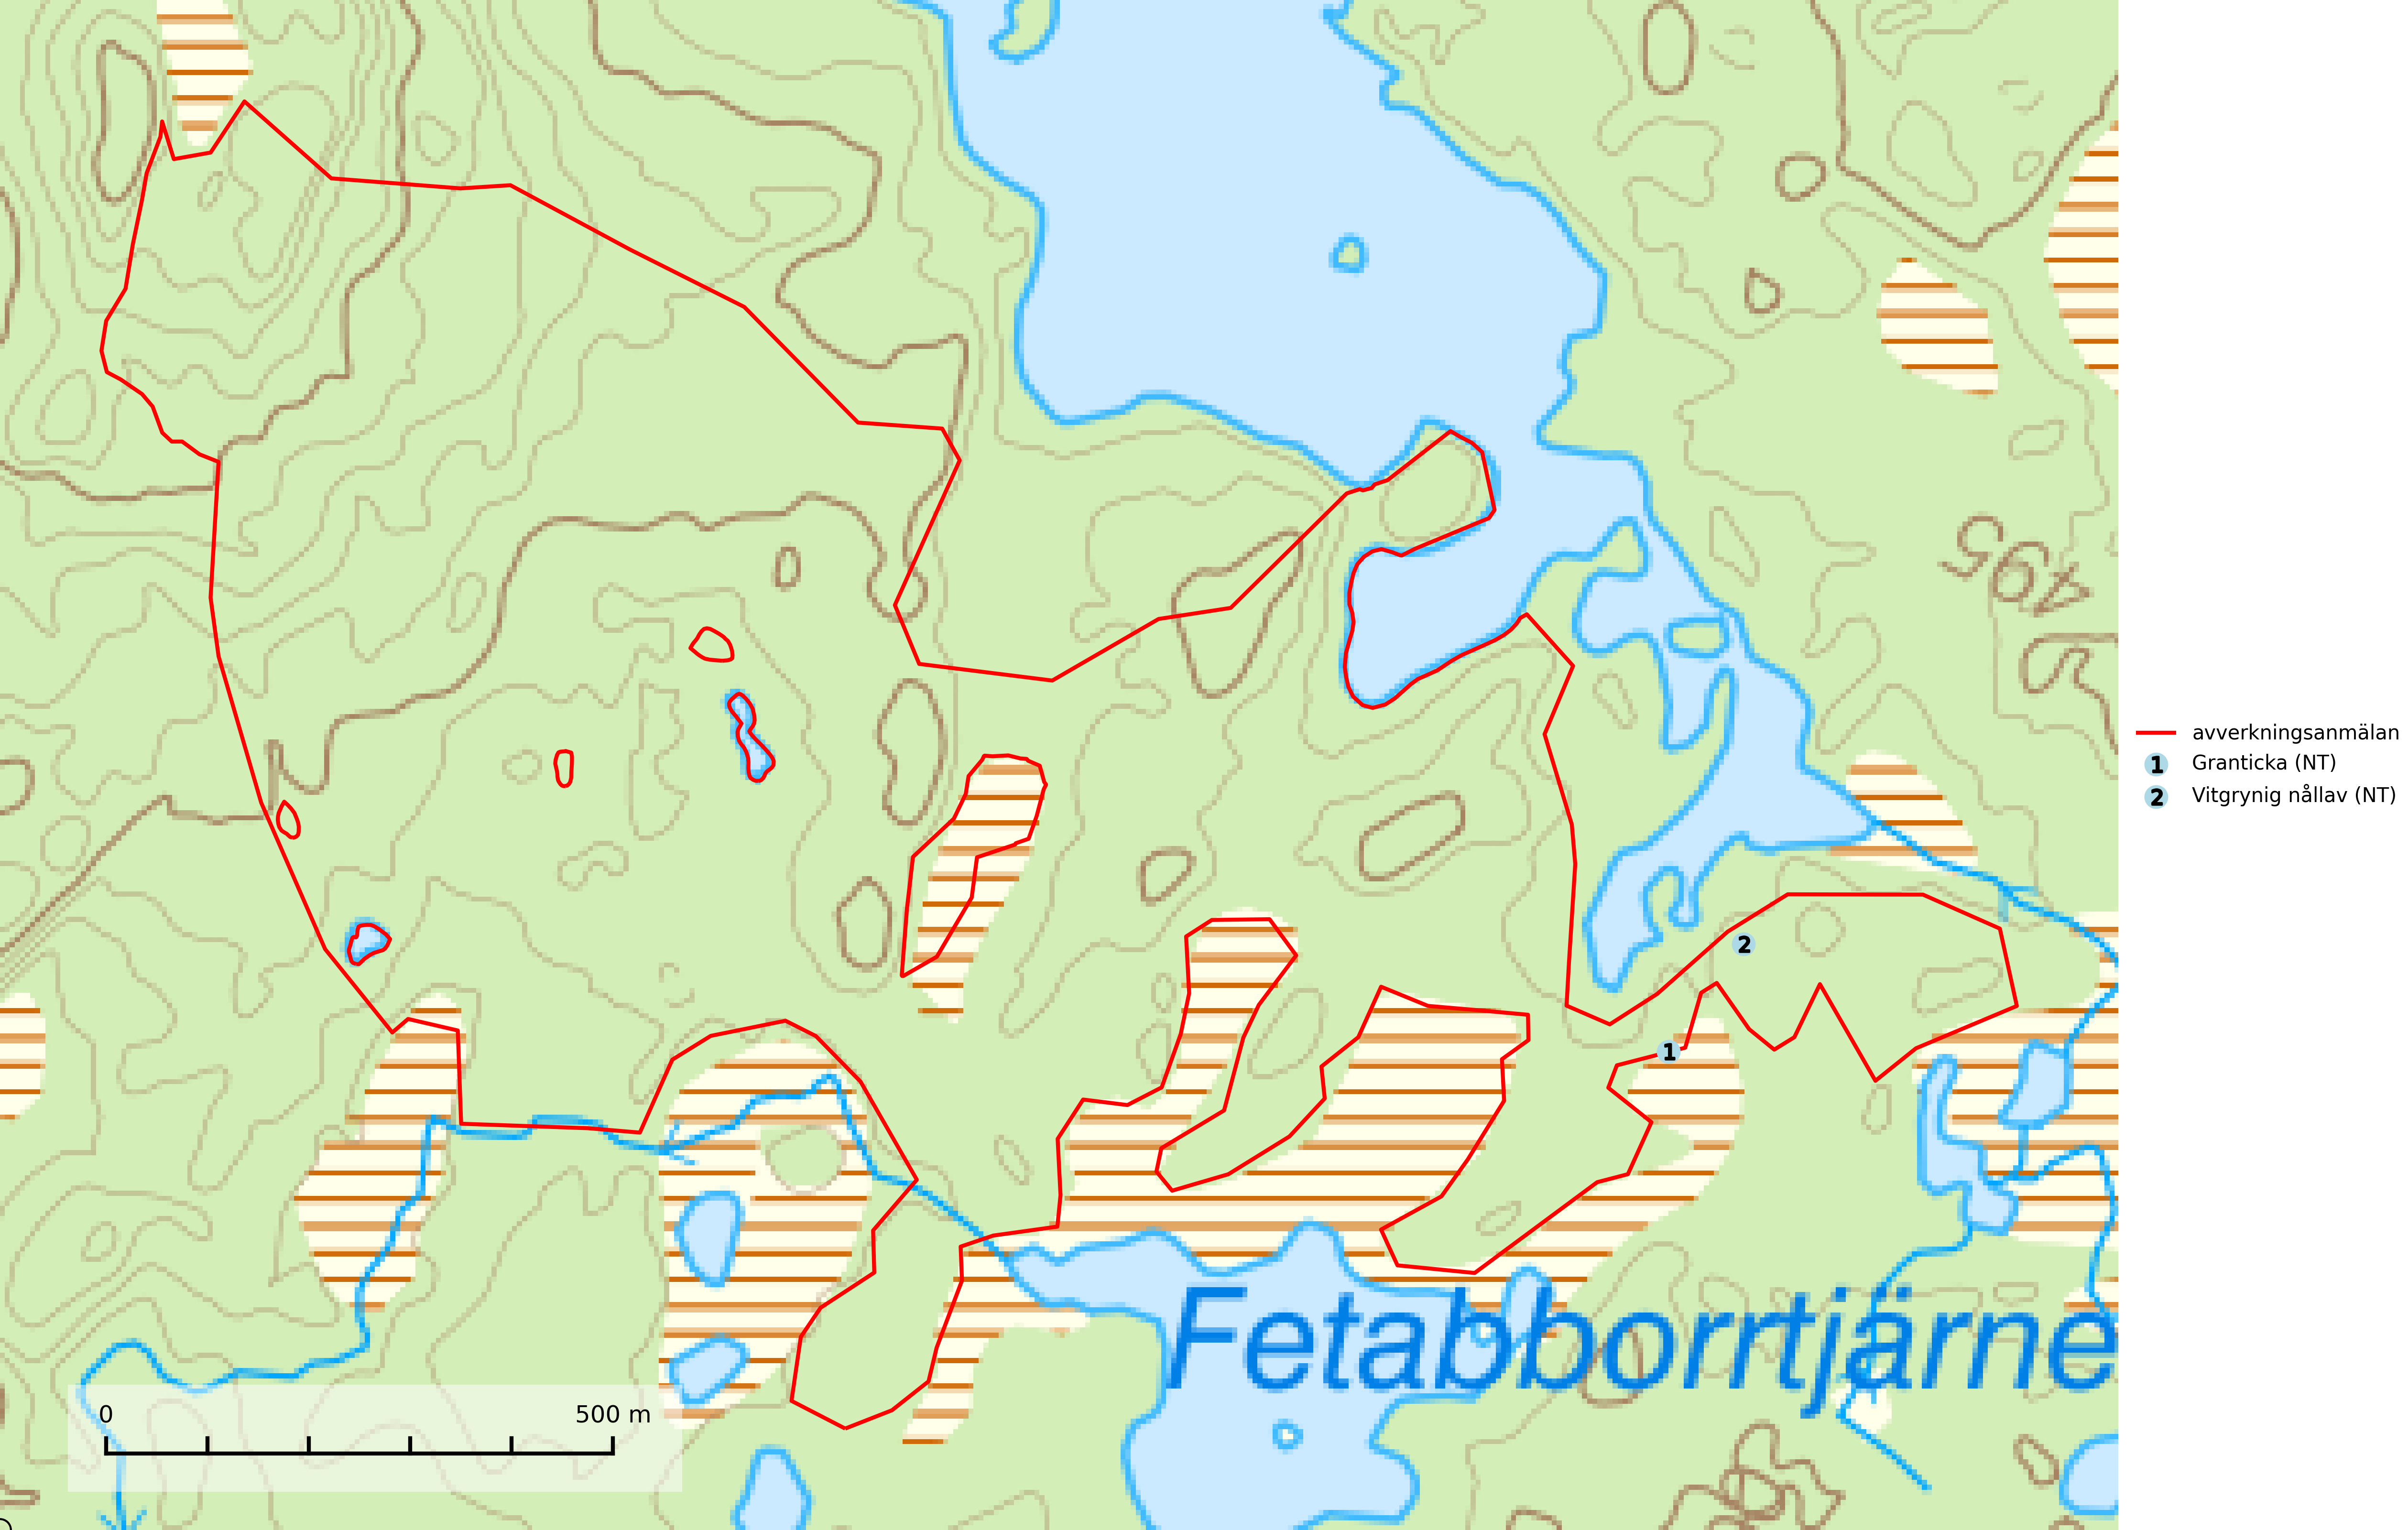 495
avverkningsanmälan
1 Granticka (NT)
2 Vitgrynig nållav (NT)
2
1
Fetabborrtjärne
0 500 m